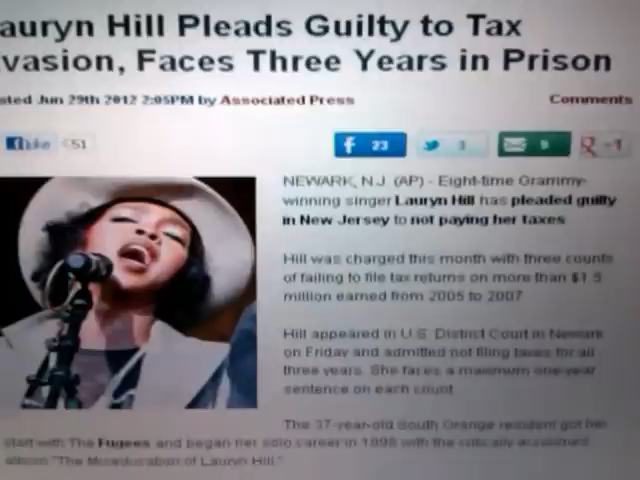 auryn Hill Pleads Guilty to Tax
vasion, Faces Three Years in Prison
sted Jun 29th 2012 2:05PM by Associated Press
Comments
Like 51
f 23
3
9
+1
NEWARK, N.J. (AP) - Eight-time Grammy-
winning singer Lauryn Hill has pleaded guilty
in New Jersey to not paying her taxes
Hill was charged this month with three counts
of failing to file tax returns on more than $1.5
million earned from 2005 to 2007
Hill appeared in U.S. District Court in Newark
on Friday and admitted not filing taxes for all
three years. She faces a maximum one-year
sentence on each count
The 37-year-old South Orange resident got her
start with The Fugees and began her solo career in 1998 with the critically acclaimed
album "The Miseducation of Lauryn Hill."